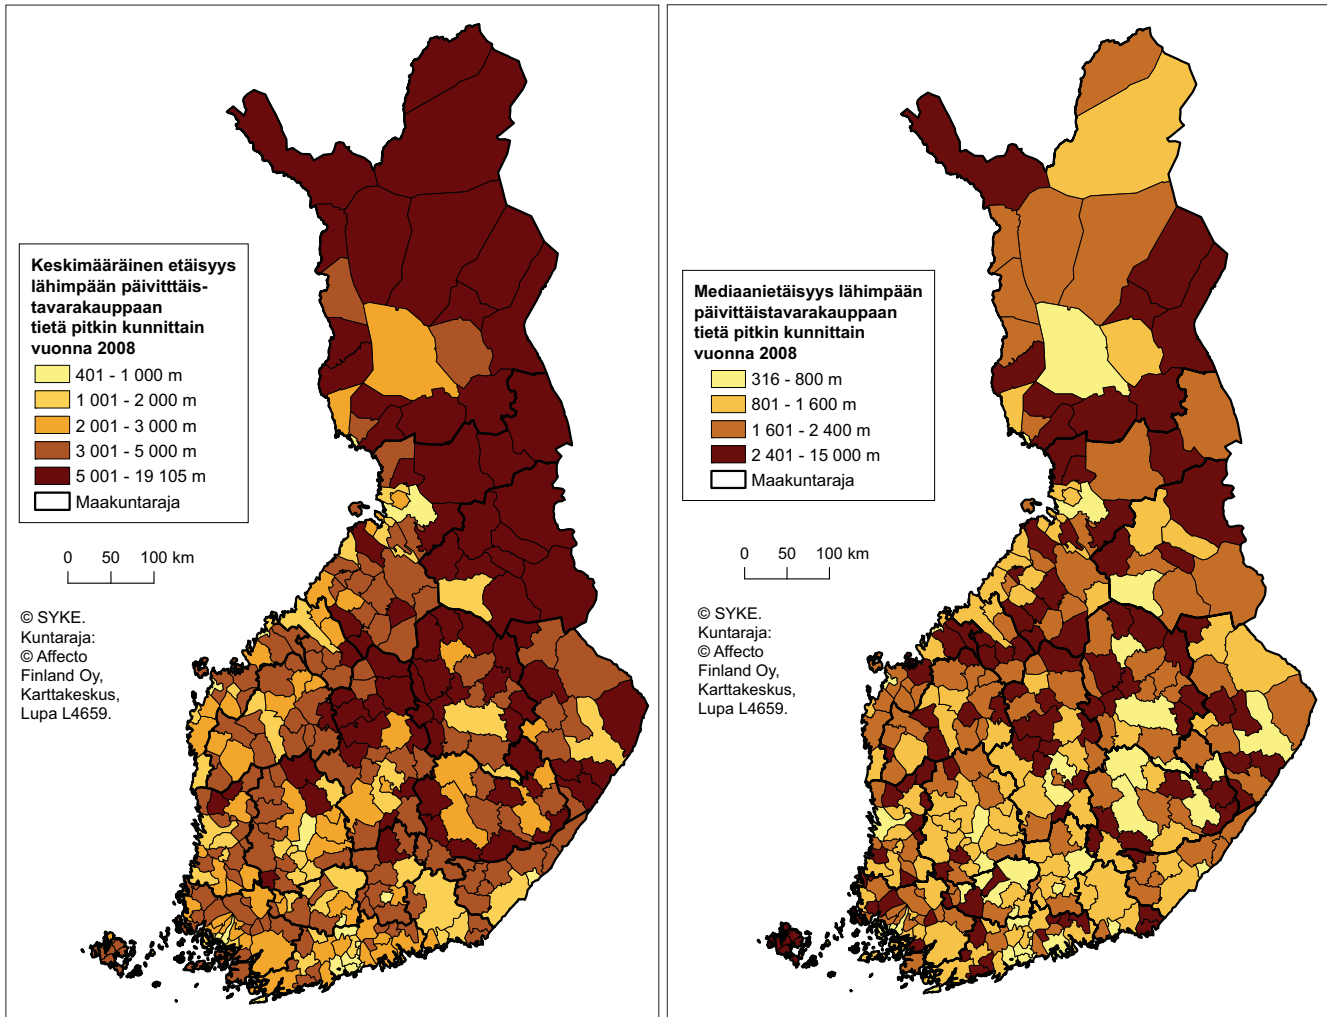 Keskimääräinen etäisyys
lähimpään päivitttäis-
tavarakauppaan
tietä pitkin kunnittain
vuonna 2008
401 - 1 000 m
1 001 - 2 000 m
2 001 - 3 000 m
3 001 - 5 000 m
5 001 - 19 105 m
Maakuntaraja
0 50 100 km
© SYKE.
Kuntaraja:
© Affecto
Finland Oy,
Karttakeskus,
Lupa L4659.
Mediaanietäisyys lähimpään
päivittäistavarakauppaan
tietä pitkin kunnittain
vuonna 2008
316 - 800 m
801 - 1 600 m
1 601 - 2 400 m
2 401 - 15 000 m
Maakuntaraja
0 50 100 km
© SYKE.
Kuntaraja:
© Affecto
Finland Oy,
Karttakeskus,
Lupa L4659.